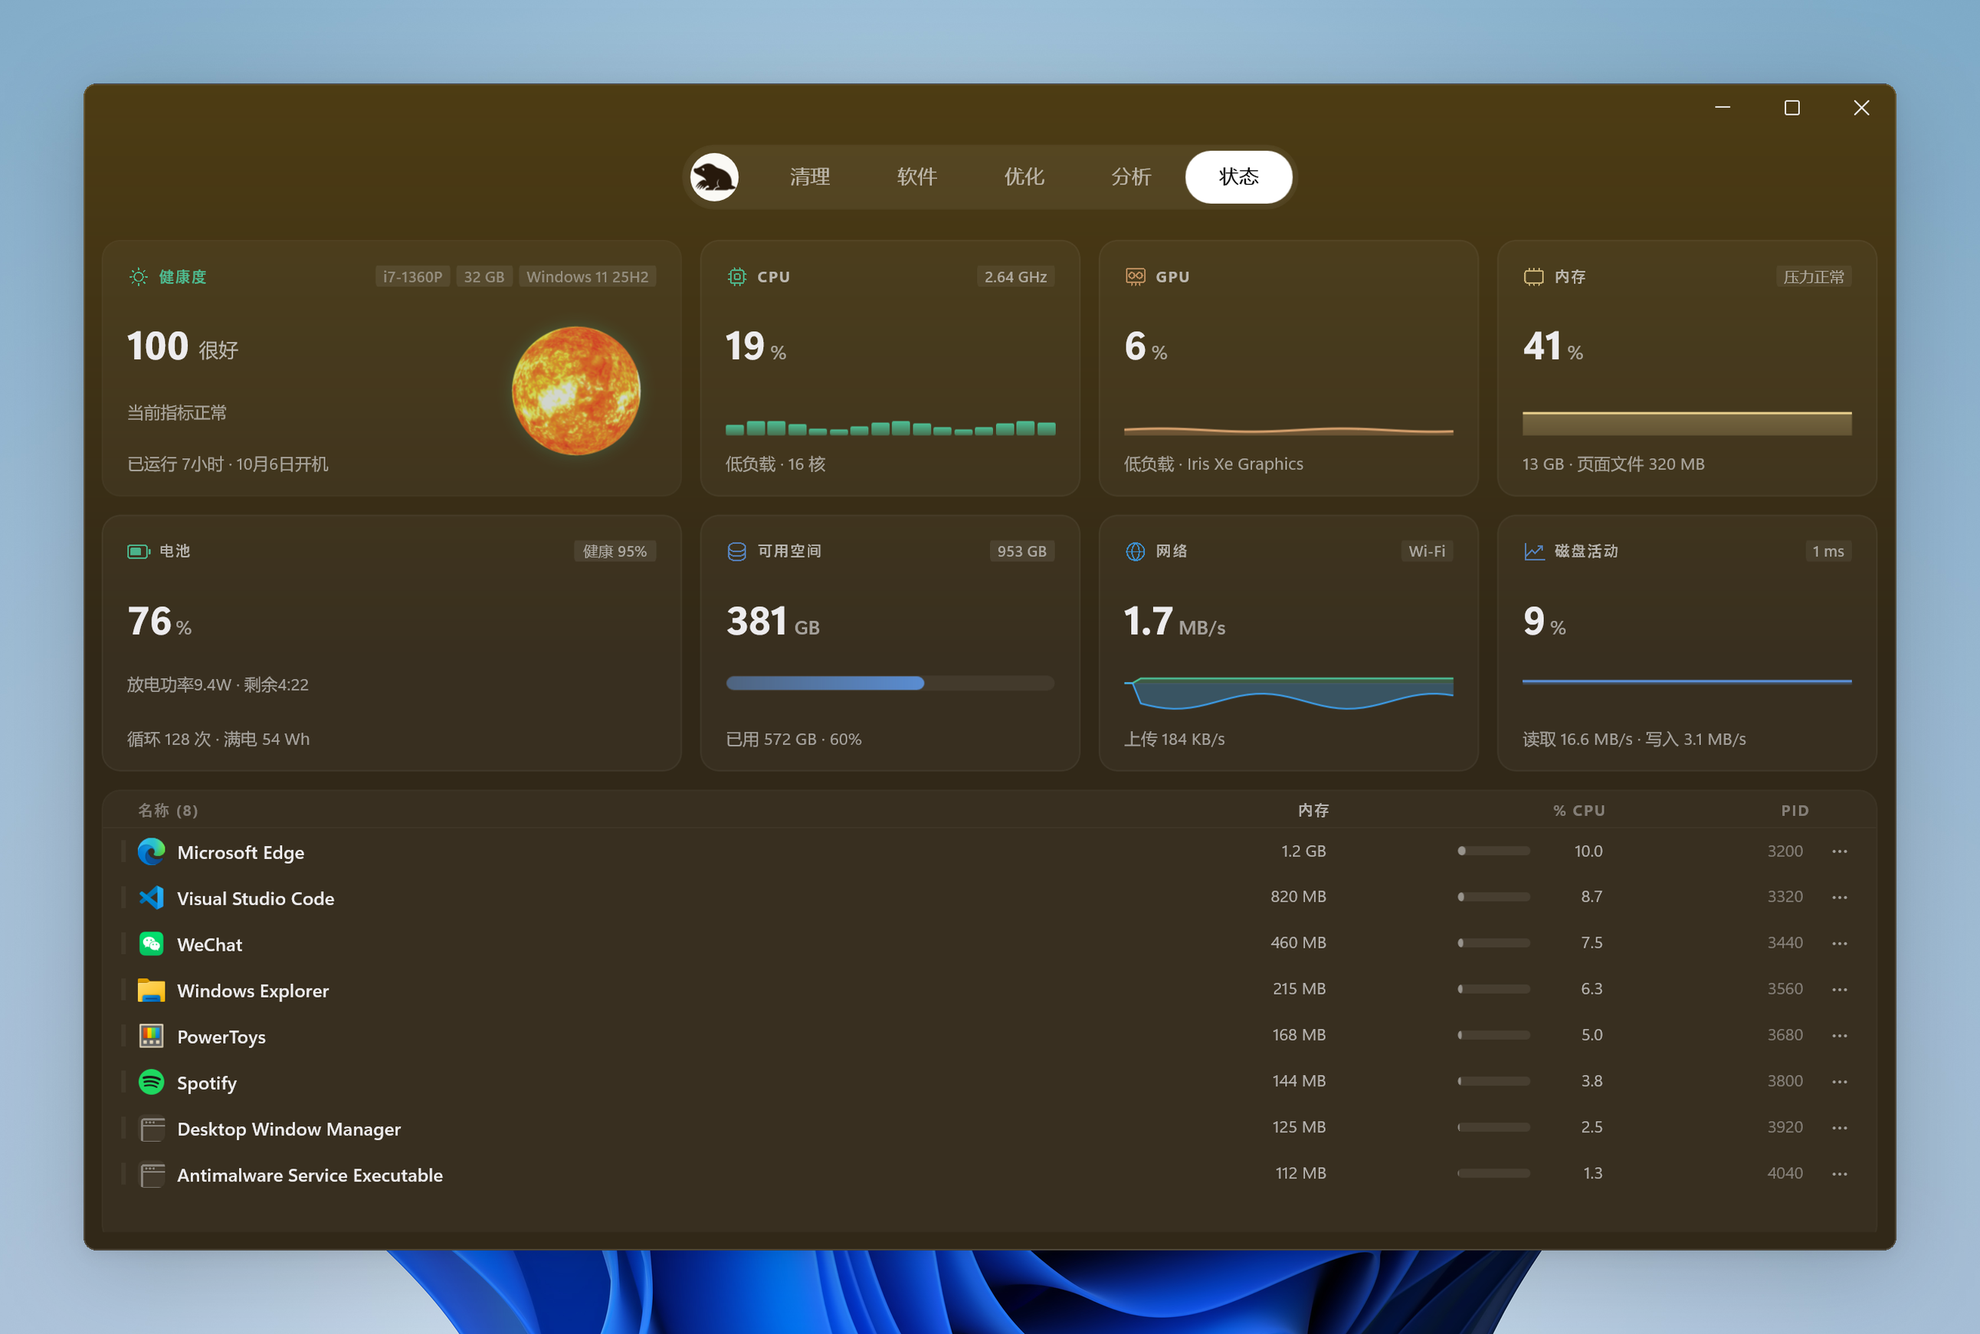 清理 软件 优化 分析 状态
健康度 i7-1360P 32 GB Windows 11 25H2
100 很好
当前指标正常
已运行 7小时 · 10月6日开机
CPU 2.64 GHz
19 %
低负载 · 16 核
GPU
6 %
低负载 · Iris Xe Graphics
内存 压力正常
41 %
13 GB · 页面文件 320 MB
电池 健康 95%
76 %
放电功率9.4W · 剩余4:22
循环 128 次 · 满电 54 Wh
可用空间 953 GB
381 GB
已用 572 GB · 60%
网络 Wi-Fi
1.7 MB/s
上传 184 KB/s
磁盘活动 1 ms
9 %
读取 16.6 MB/s · 写入 3.1 MB/s
名称 (8) 内存 % CPU PID
Microsoft Edge 1.2 GB 10.0 3200
Visual Studio Code 820 MB 8.7 3320
WeChat 460 MB 7.5 3440
Windows Explorer 215 MB 6.3 3560
PowerToys 168 MB 5.0 3680
Spotify 144 MB 3.8 3800
Desktop Window Manager 125 MB 2.5 3920
Antimalware Service Executable 112 MB 1.3 4040